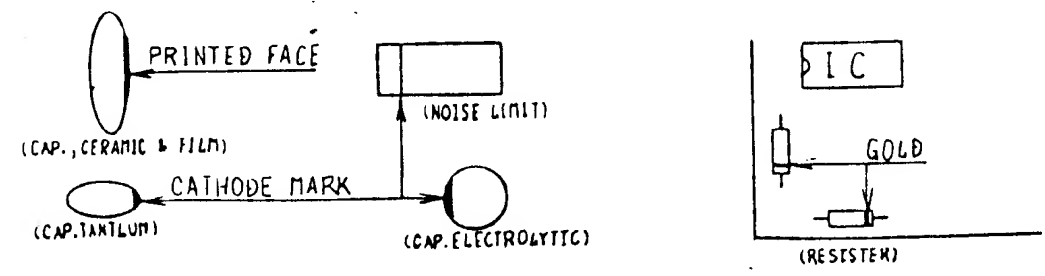 PRINTED FACE
(NOISE LIMIT)
(CAP., CERAMIC & FILM)
CATHODE MARK
(CAP.TANTLUM)
(CAP.ELECTROLYTIC)
IC
GOLD
(RESISTER)